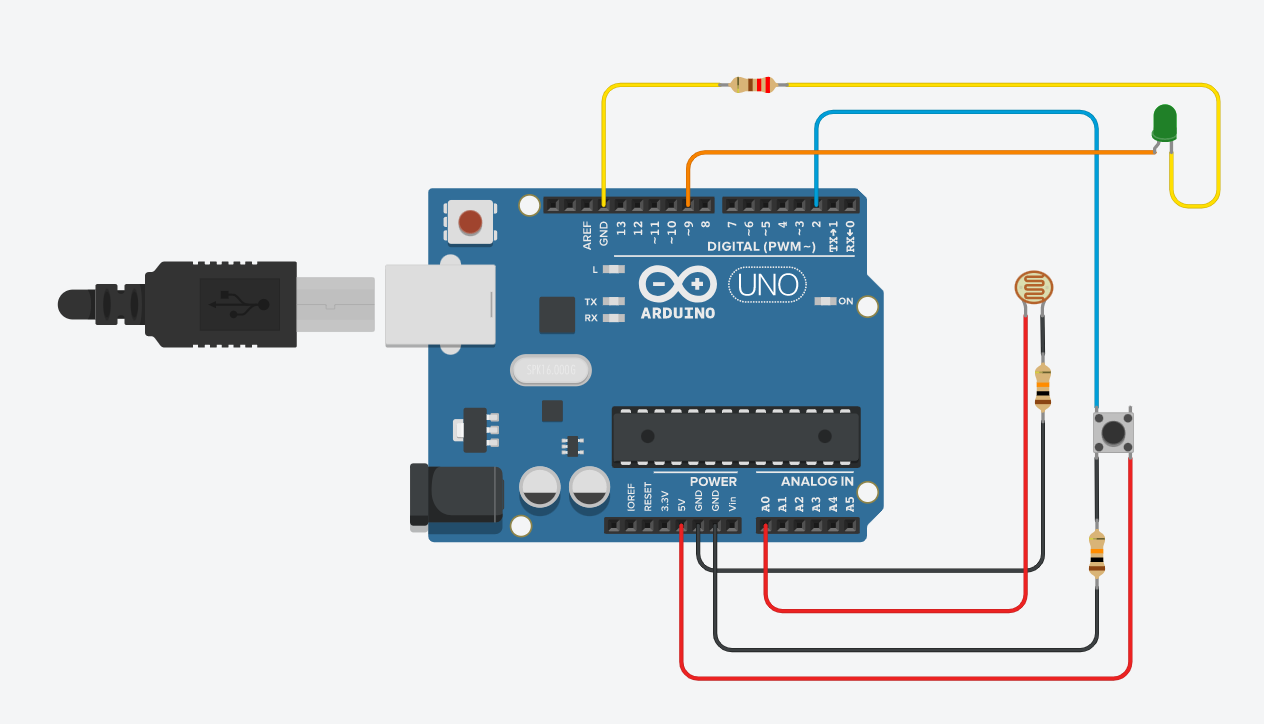 AREF
GND
13
12
~11
~10
~9
8
7
~6
~5
4
~3
2
TX→1
RX←0
DIGITAL (PWM ~)
L
TX
RX
UNO
ON
ARDUINO
SPK16.000G
POWER
ANALOG IN
IOREF
RESET
3.3V
5V
GND
GND
Vin
A0
A1
A2
A3
A4
A5